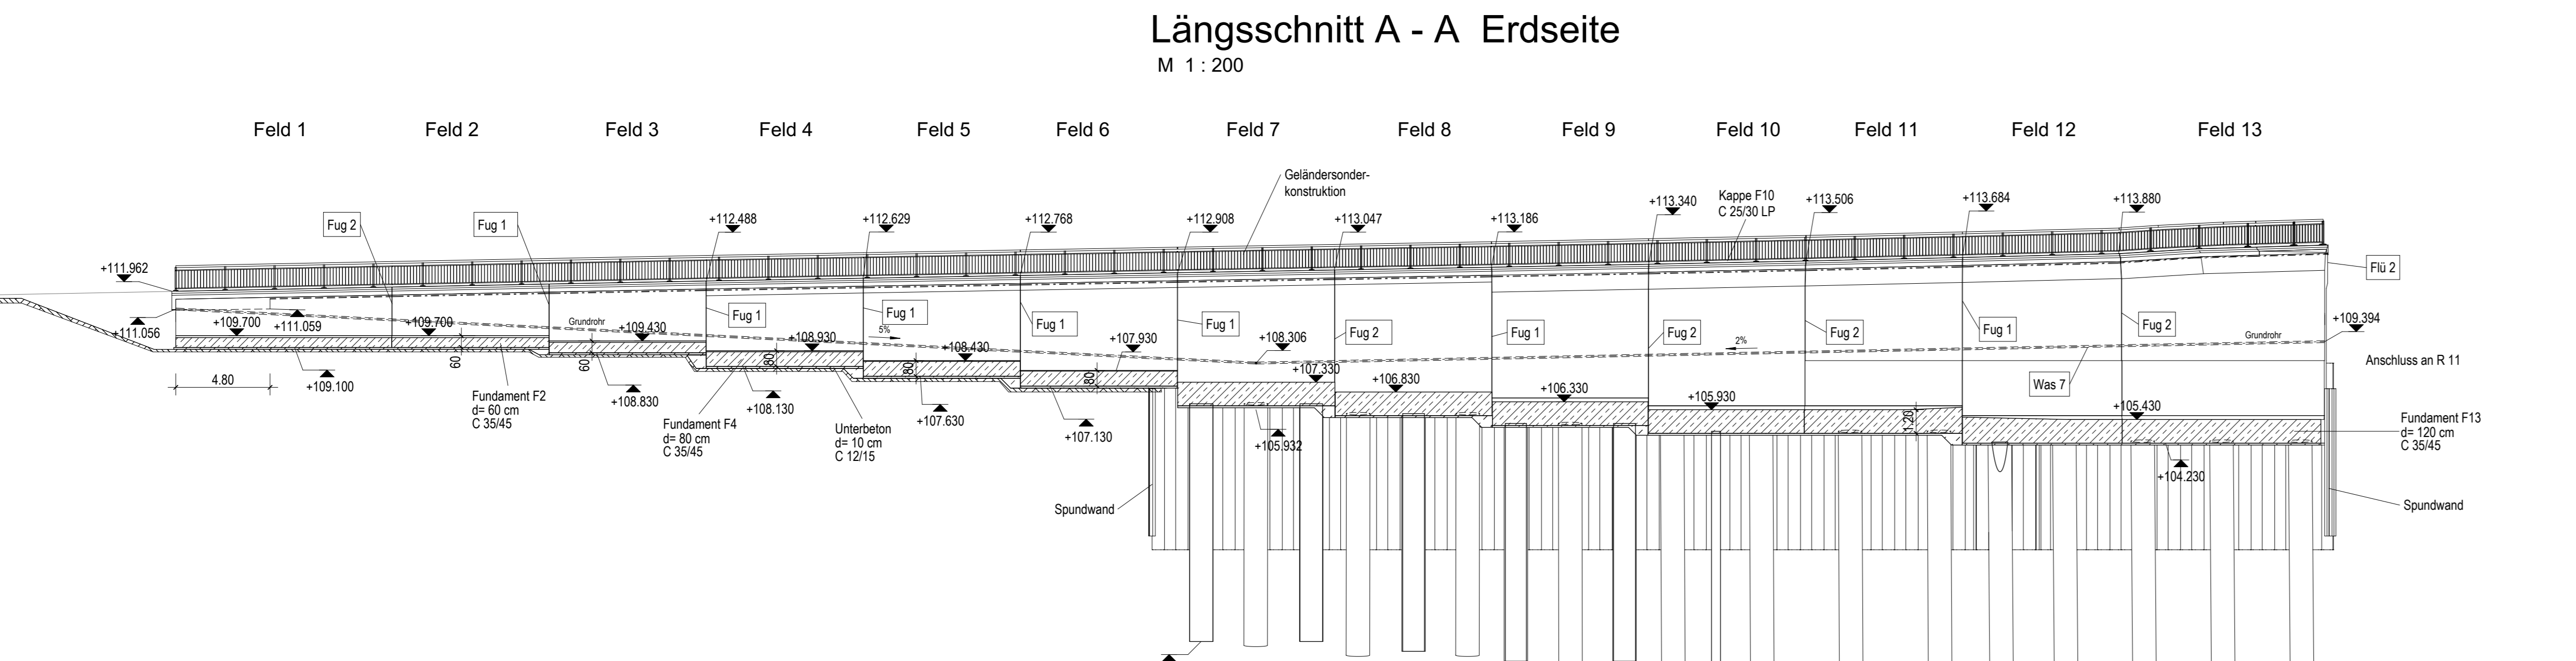 Längsschnitt A - A Erdseite
M 1 : 200
Feld 1 Feld 2 Feld 3 Feld 4 Feld 5 Feld 6 Feld 7 Feld 8 Feld 9 Feld 10 Feld 11 Feld 12 Feld 13
Geländersonder-
konstruktion
Kappe F10
C 25/30 LP
+113.340
+113.506
+113.684
+113.880
+112.488
+112.629
+112.768
+112.908
+113.047
+113.186
Fug 2
Fug 1
+111.962
Flü 2
+111.056
+109.700
+111.059
+109.700
Grundrohr
+109.430
Fug 1
+108.930
Fug 1
5%
+108.430
Fug 1
+107.930
Fug 1
+108.306
Fug 2
Fug 1
Fug 2
2%
Fug 2
Fug 1
Fug 2
Grundrohr
+109.394
Anschluss an R 11
4.80
+109.100
60
60
80
80
80
+107.330
+106.830
+106.330
+105.930
Was 7
+105.430
1.20
Fundament F2
d= 60 cm
C 35/45
+108.830
+108.130
+107.630
+107.130
Fundament F4
d= 80 cm
C 35/45
Unterbeton
d= 10 cm
C 12/15
+105.932
Fundament F13
d= 120 cm
C 35/45
+104.230
Spundwand
Spundwand